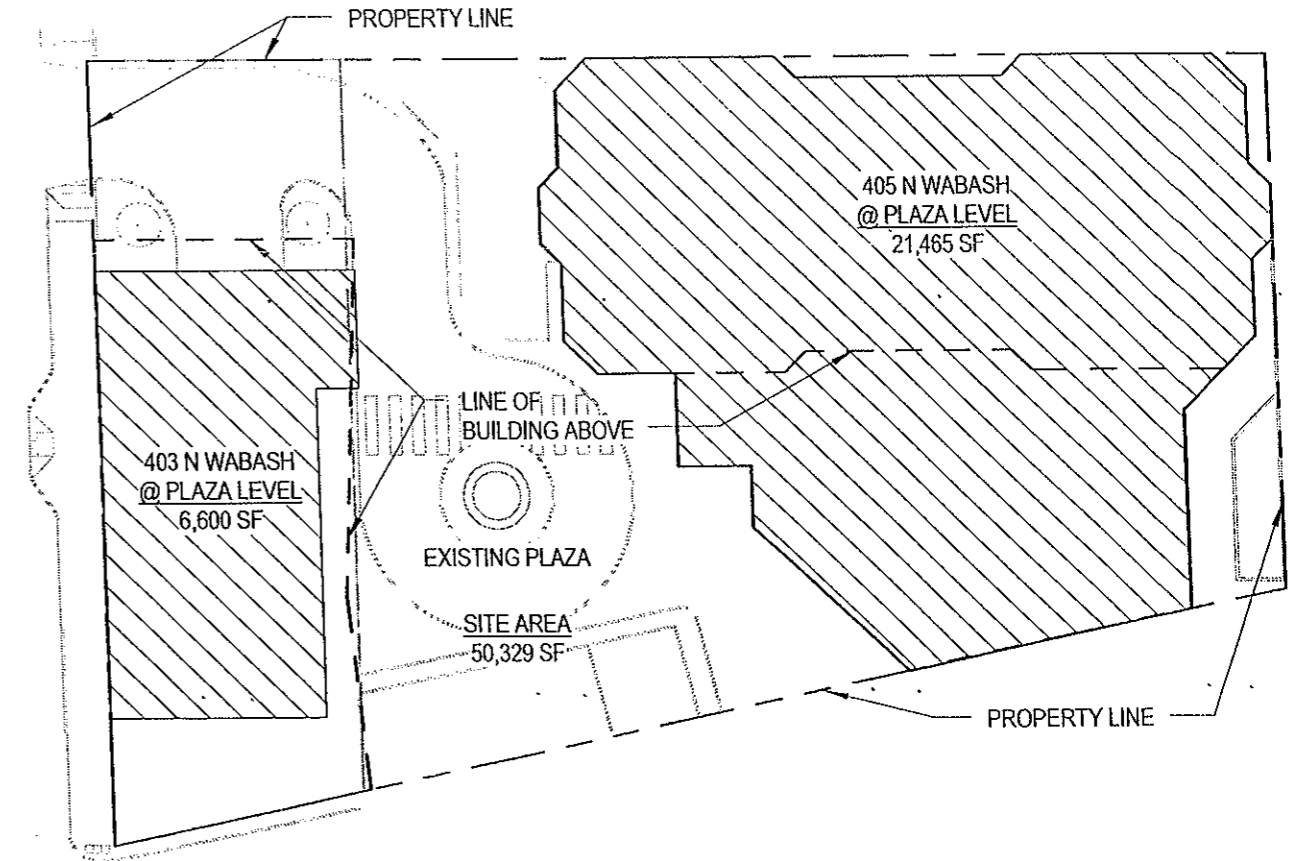 PROPERTY LINE
405 N WABASH
@ PLAZA LEVEL
21,465 SF
LINE OF
BUILDING ABOVE
403 N WABASH
@ PLAZA LEVEL
6,600 SF
EXISTING PLAZA
SITE AREA
50,329 SF
PROPERTY LINE